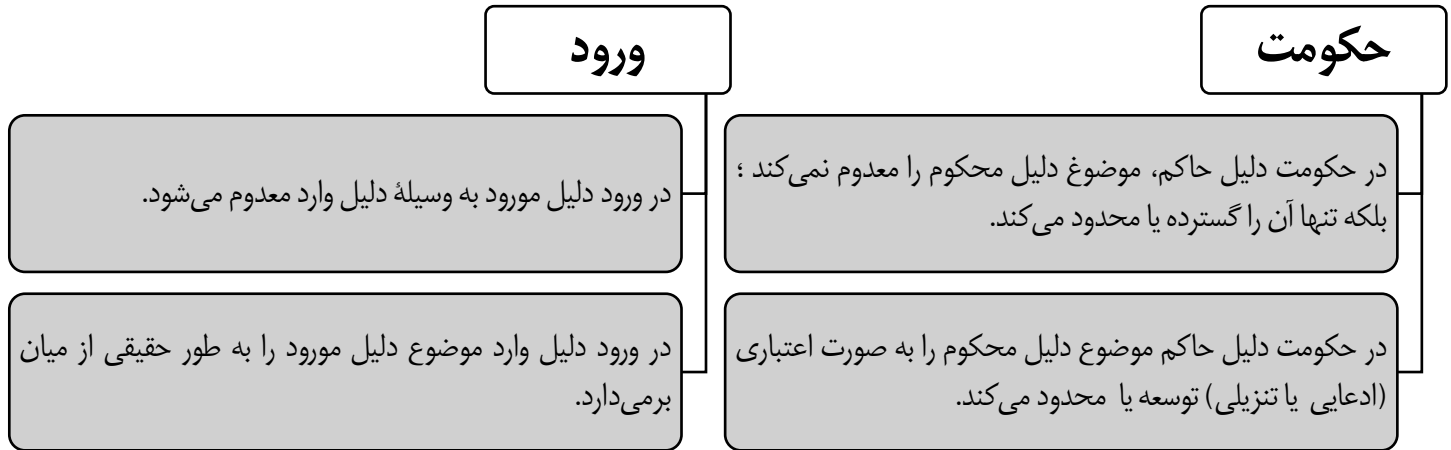 حکومت
در حکومت دلیل حاکم، موضوغ دلیل محکوم را معدوم نمی‌کند ؛
بلکه تنها آن را گسترده یا محدود می‌کند.
در حکومت دلیل حاکم موضوع دلیل محکوم را به صورت اعتباری
(ادعایی یا تنزیلی) توسعه یا محدود می‌کند.
ورود
در ورود دلیل مورود به وسیلهٔ دلیل وارد معدوم می‌شود.
در ورود دلیل وارد موضوع دلیل مورود را به طور حقیقی از میان
برمی‌دارد.